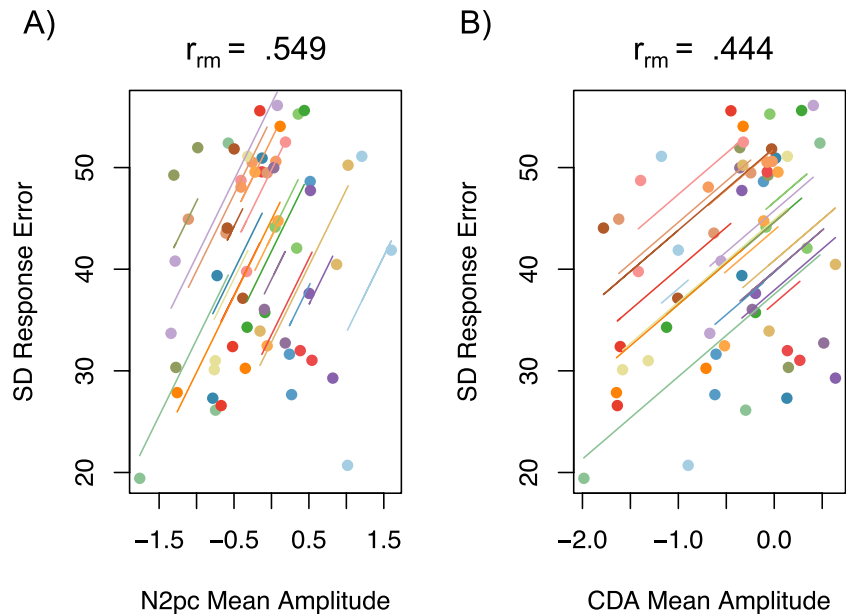 A)
r_rm = .549
SD Response Error
50
40
30
20
−1.5
−0.5
0.5
1.5
N2pc Mean Amplitude
B)
r_rm = .444
SD Response Error
50
40
30
20
−2.0
−1.0
0.0
CDA Mean Amplitude